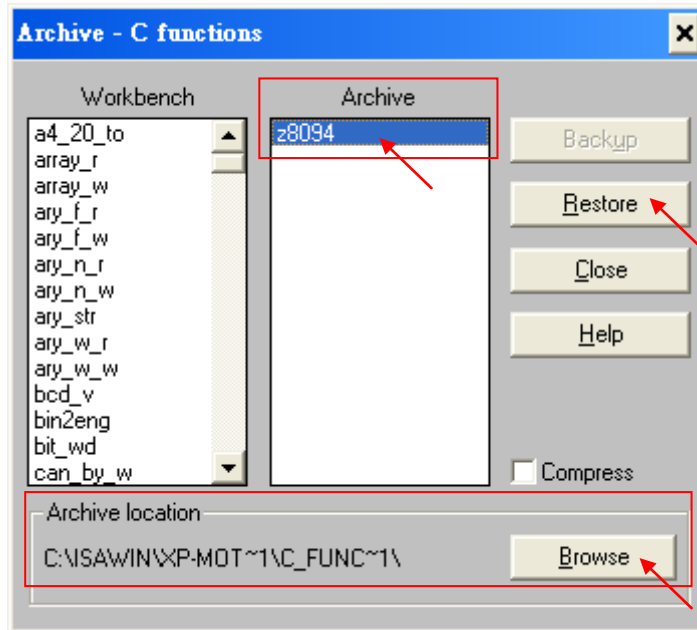 Archive - C functions
Workbench
Archive
a4_20_to
array_r
array_w
ary_f_r
ary_f_w
ary_n_r
ary_n_w
ary_str
ary_w_r
ary_w_w
bcd_v
bin2eng
bit_wd
can_by_w
z8094
Backup
Restore
Close
Help
Compress
Archive location
C:\ISAWIN\XP-MOT~1\C_FUNC~1\
Browse